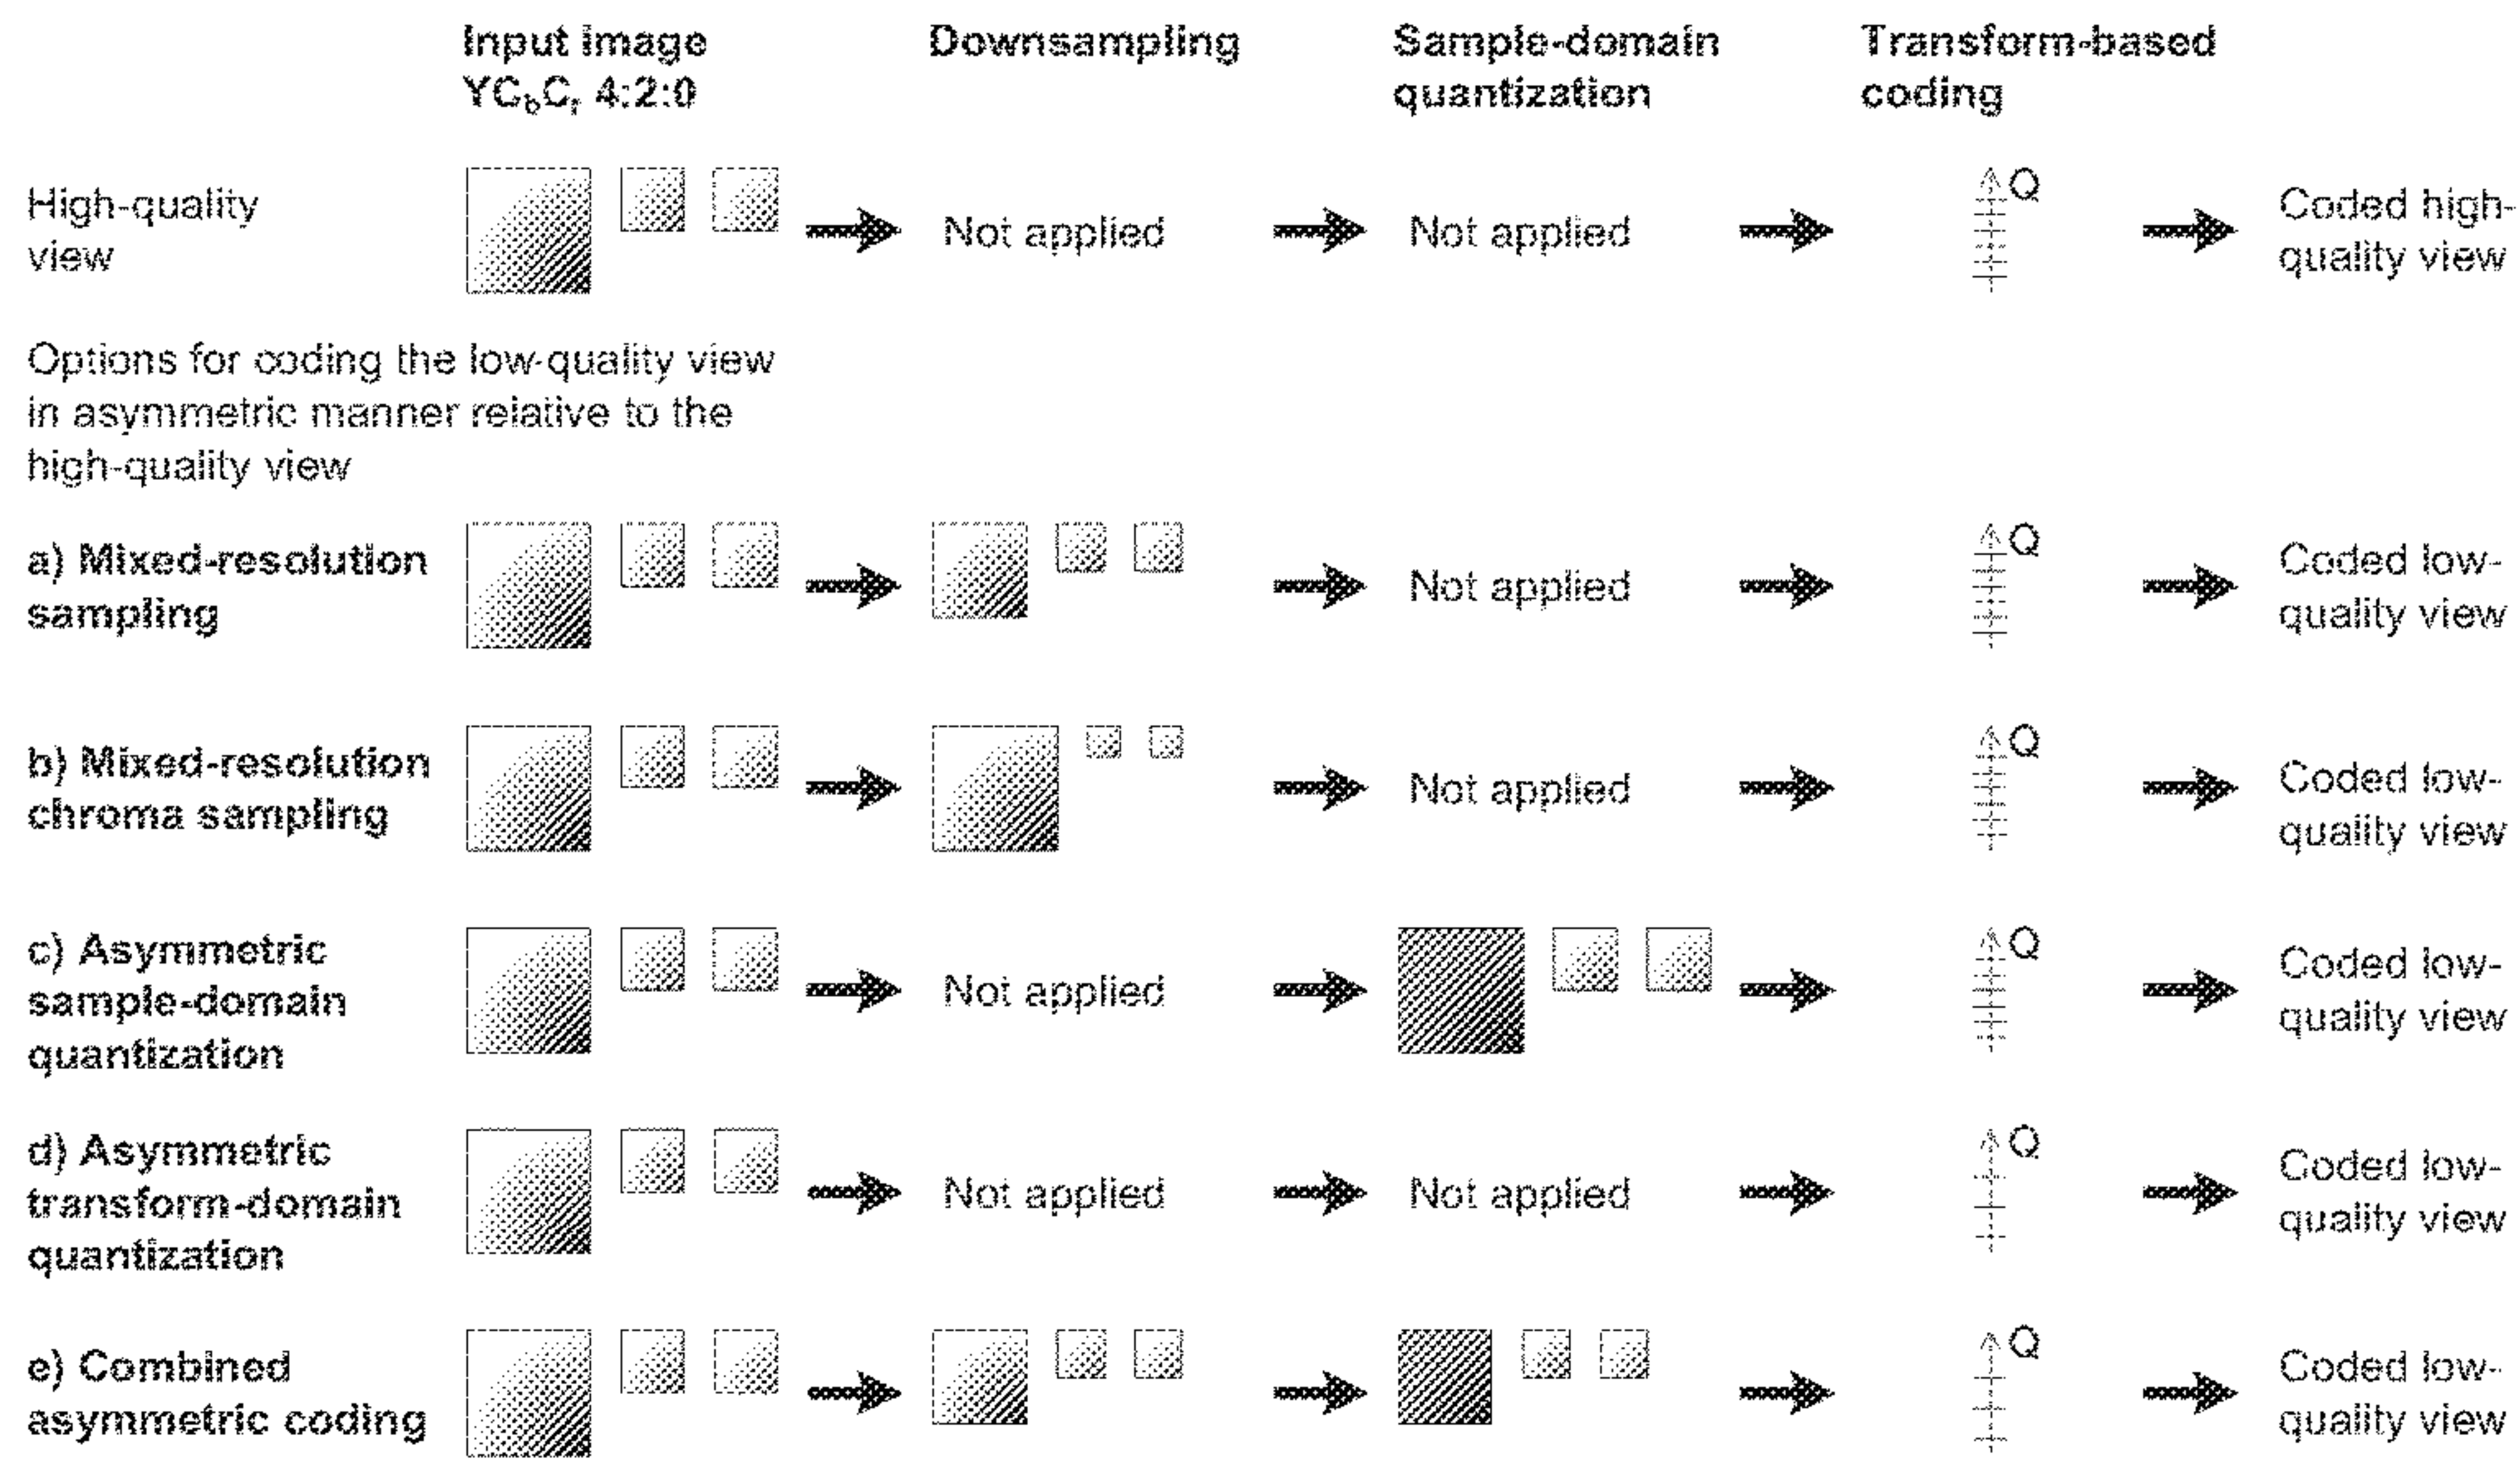 Input image
YCbCr 4:2:0
Downsampling
Sample-domain
quantization
Transform-based
coding
High-quality
view
Not applied
Not applied
Q
Coded high-
quality view
Options for coding the low-quality view
in asymmetric manner relative to the
high-quality view
a) Mixed-resolution
sampling
Not applied
Q
Coded low-
quality view
b) Mixed-resolution
chroma sampling
Not applied
Q
Coded low-
quality view
c) Asymmetric
sample-domain
quantization
Not applied
Q
Coded low-
quality view
d) Asymmetric
transform-domain
quantization
Not applied
Not applied
Q
Coded low-
quality view
e) Combined
asymmetric coding
Q
Coded low-
quality view